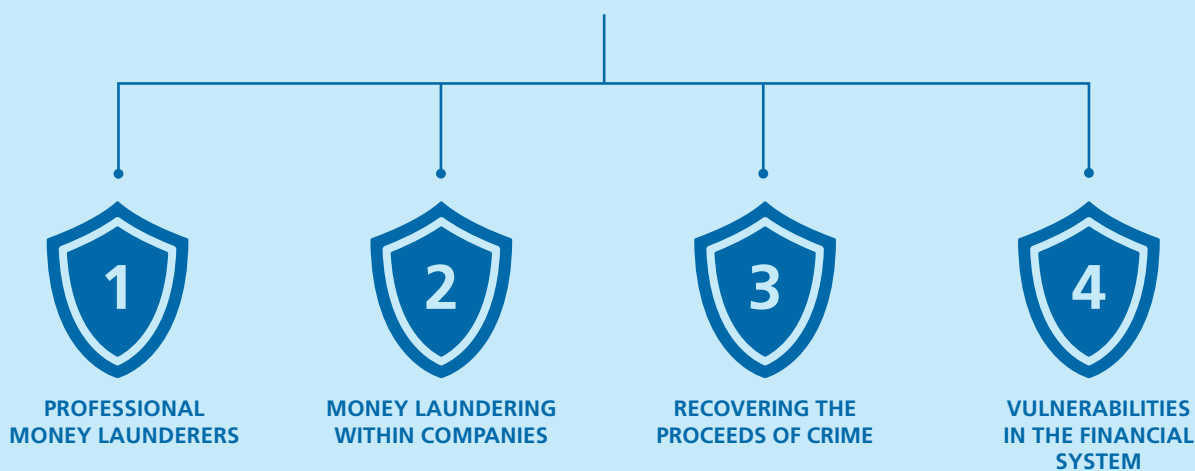 1
PROFESSIONAL
MONEY LAUNDERERS
2
MONEY LAUNDERING
WITHIN COMPANIES
3
RECOVERING THE
PROCEEDS OF CRIME
4
VULNERABILITIES
IN THE FINANCIAL
SYSTEM